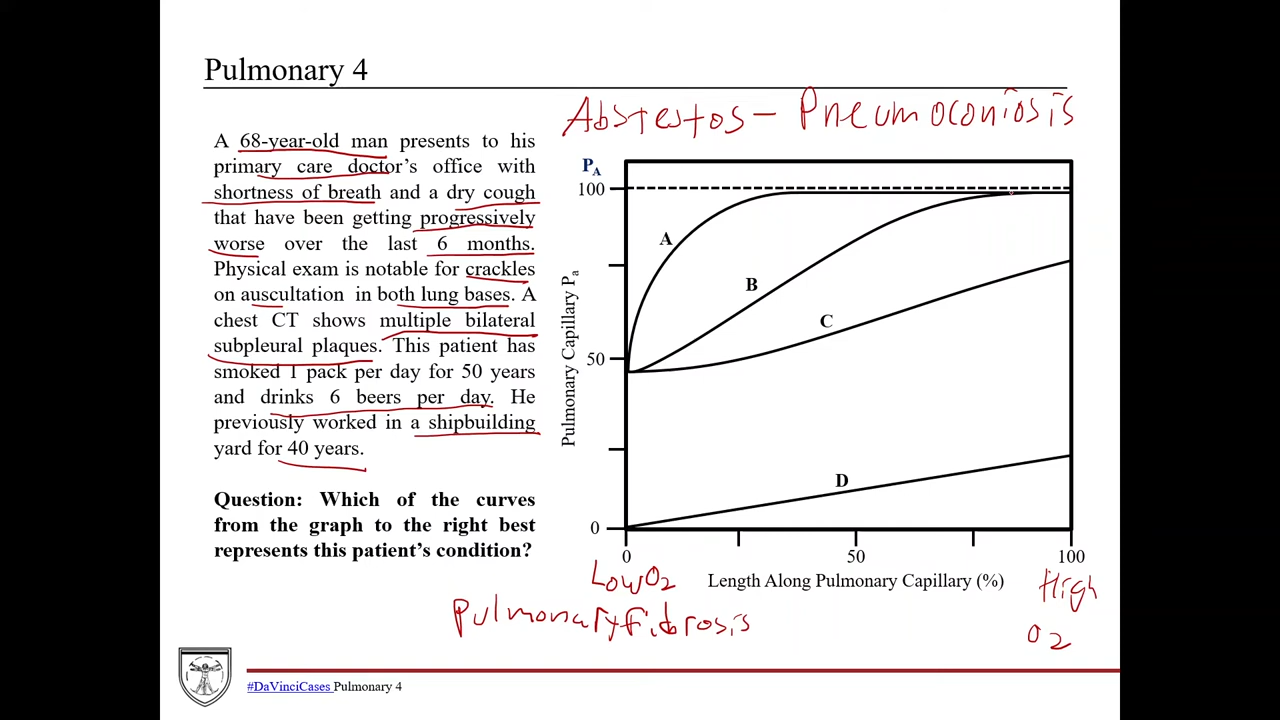 Pulmonary 4
Abstestos - Pneumoconiosis
A 68-year-old man presents to his
primary care doctor's office with
shortness of breath and a dry cough
that have been getting progressively
worse over the last 6 months.
Physical exam is notable for crackles
on auscultation in both lung bases. A
chest CT shows multiple bilateral
subpleural plaques. This patient has
smoked 1 pack per day for 50 years
and drinks 6 beers per day. He
previously worked in a shipbuilding
yard for 40 years.
Question: Which of the curves
from the graph to the right best
represents this patient's condition?
PA
100
A
B
C
50
D
0
Pulmonary Capillary Pa
0 50 100
Length Along Pulmonary Capillary (%)
Low O2
High
O2
Pulmonary fibrosis
#DaVinciCases Pulmonary 4